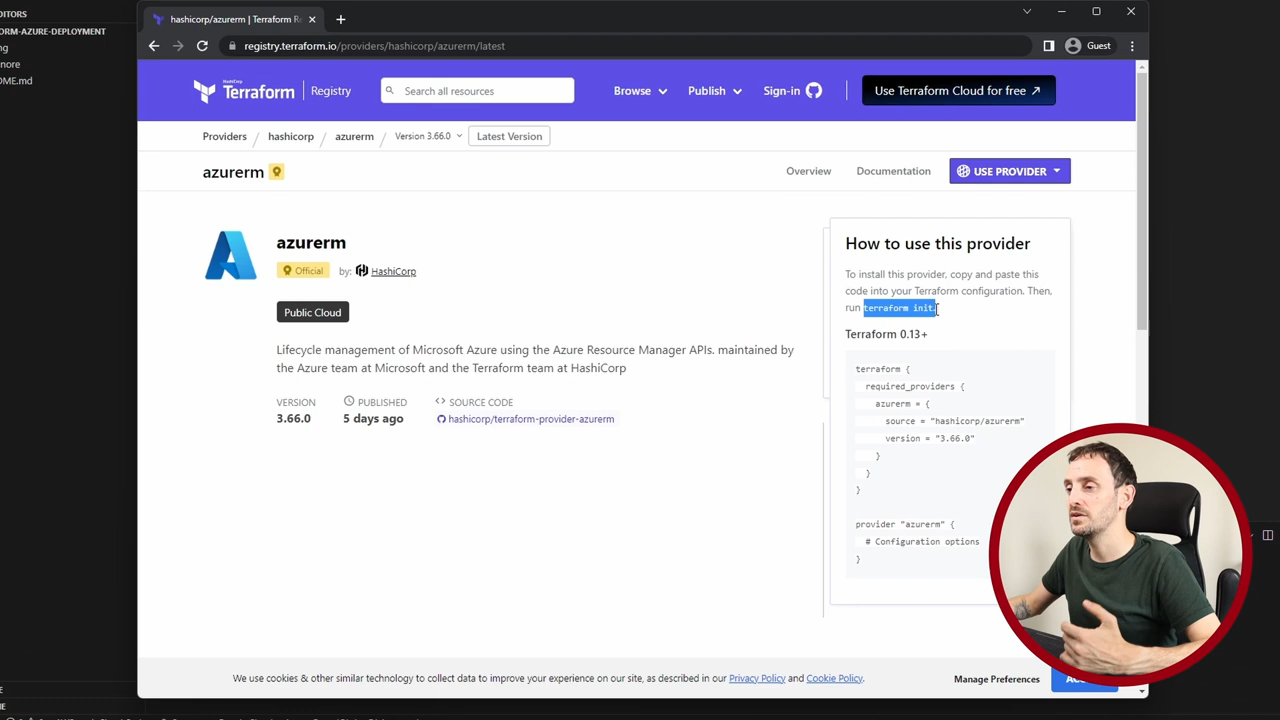 EDITORS
FORM-AZURE-DEPLOYMENT
hashicorp/azurerm | Terraform Re
registry.terraform.io/providers/hashicorp/azurerm/latest
Guest
HashiCorp
Terraform
Registry
Search all resources
Browse
Publish
Sign-in
Use Terraform Cloud for free
Providers / hashicorp / azurerm / Version 3.66.0
Latest Version
azurerm
Overview
Documentation
USE PROVIDER
azurerm
Official
by: HashiCorp
Public Cloud
Lifecycle management of Microsoft Azure using the Azure Resource Manager APIs. maintained by
the Azure team at Microsoft and the Terraform team at HashiCorp
VERSION
3.66.0
PUBLISHED
5 days ago
SOURCE CODE
hashicorp/terraform-provider-azurerm
How to use this provider
To install this provider, copy and paste this
code into your Terraform configuration. Then,
run terraform init.
Terraform 0.13+
terraform {
required_providers {
azurerm = {
source = "hashicorp/azurerm"
version = "3.66.0"
}
}
}
provider "azurerm" {
# Configuration options
}
We use cookies & other similar technology to collect data to improve your experience on our site, as described in our Privacy Policy and Cookie Policy.
Manage Preferences